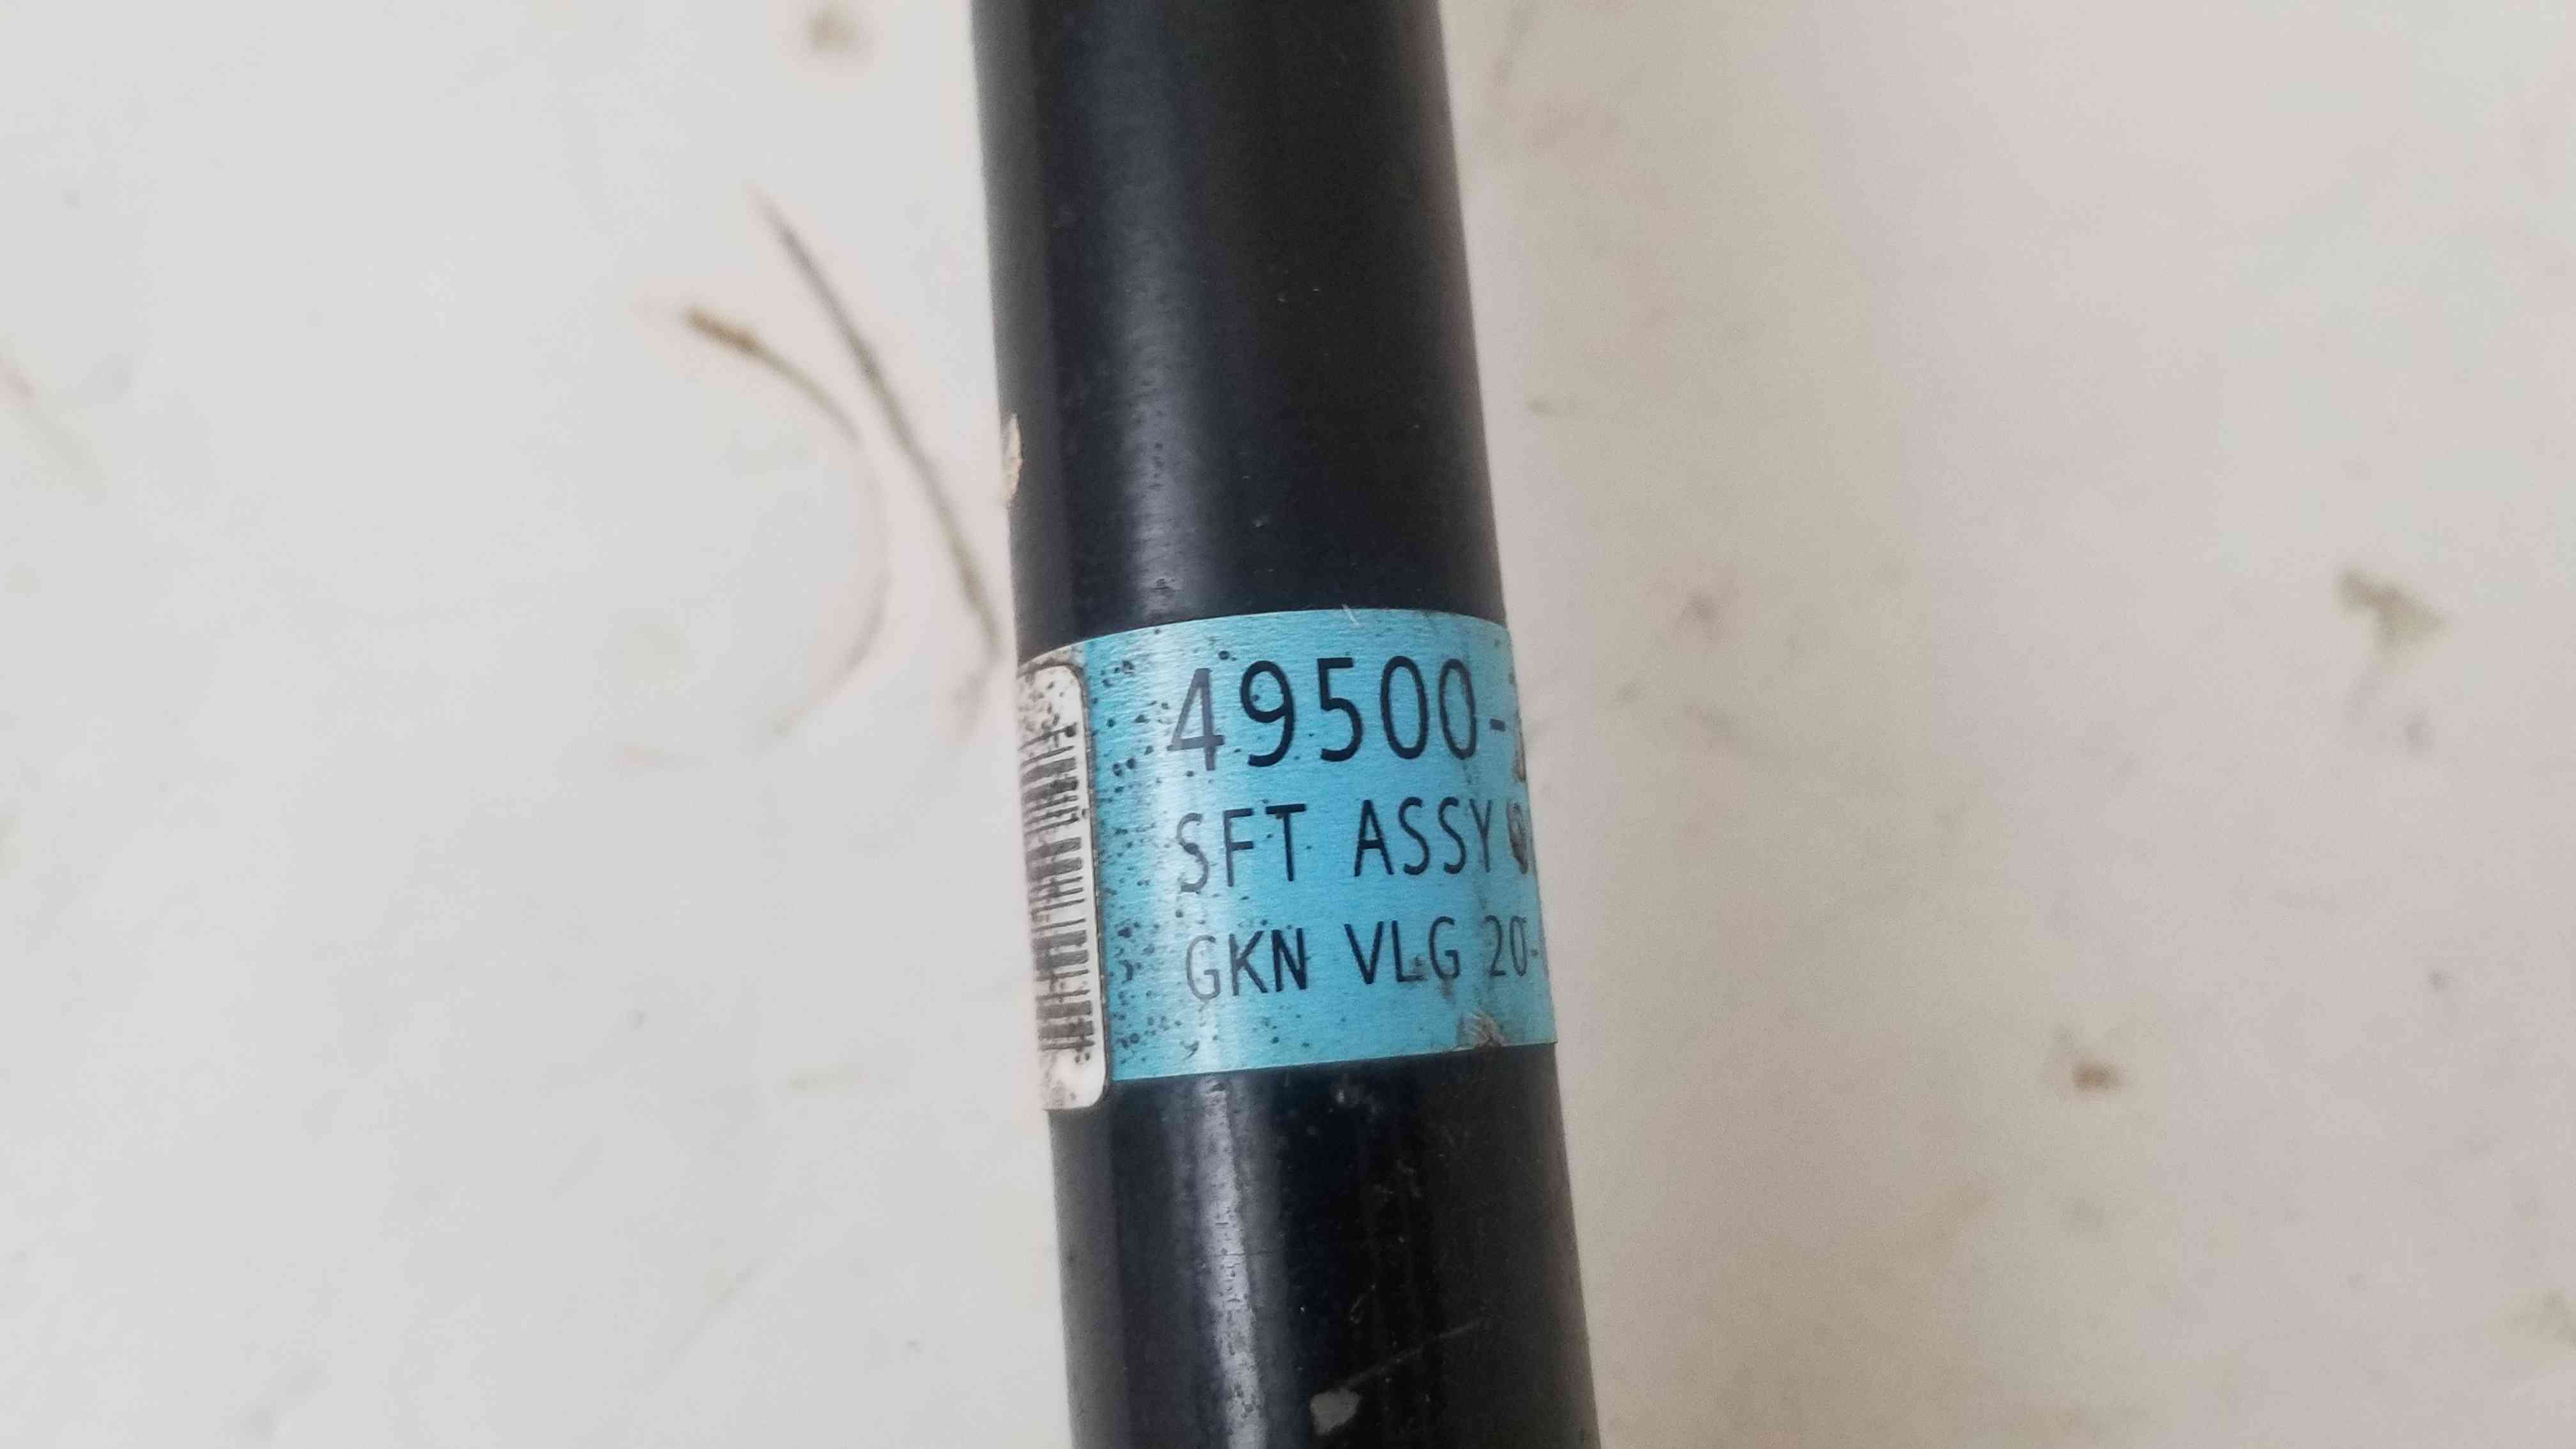 49500-
SFT ASSY
GKN VLG 20-